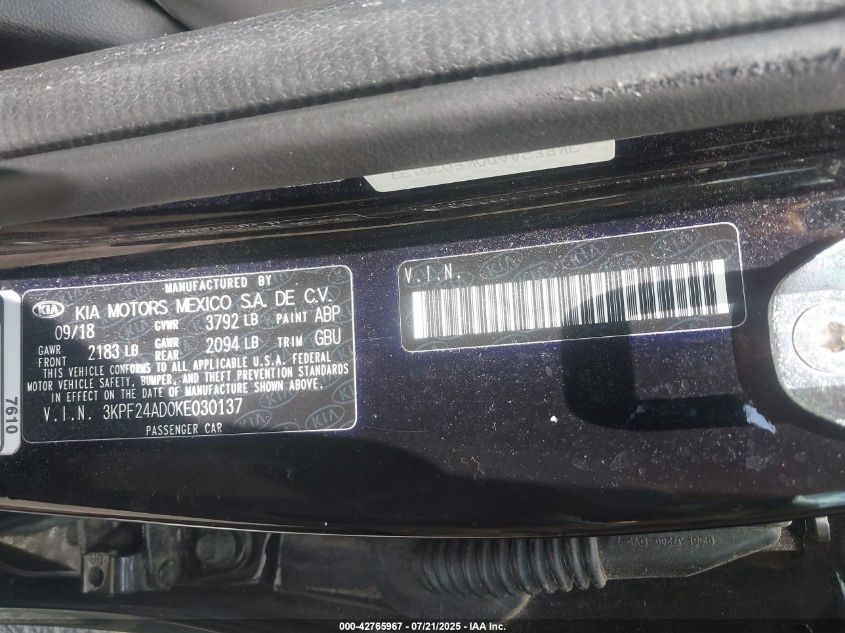 MANUFACTURED BY
KIA KIA MOTORS MEXICO S.A. DE C.V.
09/18 GVWR 3792 LB PAINT ABP
GAWR FRONT 2183 LB GAWR REAR 2094 LB TRIM GBU
THIS VEHICLE CONFORMS TO ALL APPLICABLE U.S.A. FEDERAL
MOTOR VEHICLE SAFETY, BUMPER, AND THEFT PREVENTION STANDARDS
IN EFFECT ON THE DATE OF MANUFACTURE SHOWN ABOVE.
V.I.N. 3KPF24AD0KE030137
PASSENGER CAR
V.I.N.
7610
000-42765967 - 07/21/2025 - IAA Inc.